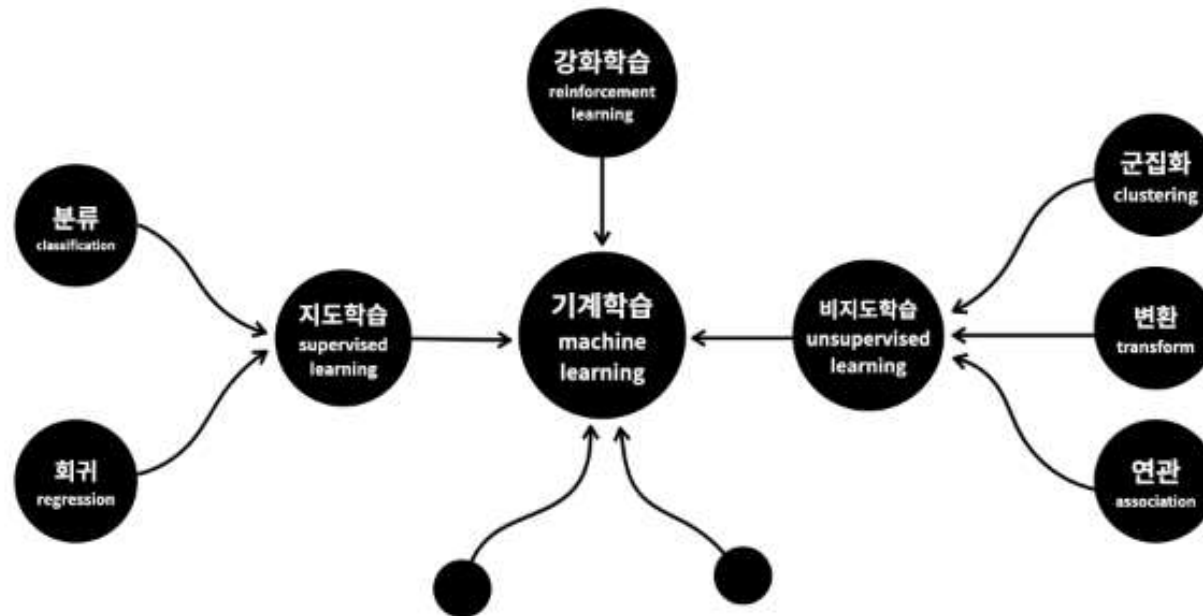 강화학습
reinforcement
learning
분류
classification
군집화
clustering
지도학습
supervised
learning
기계학습
machine
learning
비지도학습
unsupervised
learning
변환
transform
회귀
regression
연관
association